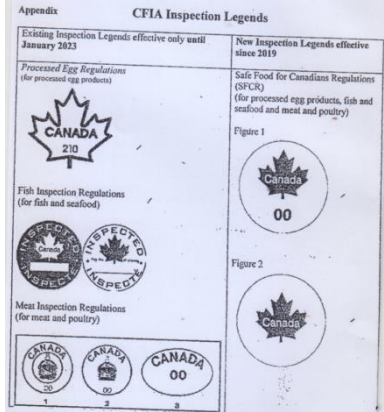 Appendix
CFIA Inspection Legends
Existing Inspection Legends effective only until
January 2023
Processed Egg Regulations
(for processed egg products)
CANADA
210
Fish Inspection Regulations
(for fish and seafood)
INSPECTED
Canada
INSPECTÉ
INSPECTED
INSPECTÉ
Meat Inspection Regulations
(for meat and poultry)
CANADA
00
1
CANADA
00
2
CANADA
00
3
New Inspection Legends effective
since 2019
Safe Food for Canadians Regulations
(SFCR)
(for processed egg products, fish and
seafood and meat and poultry)
Figure 1
Canada
00
Figure 2
Canada